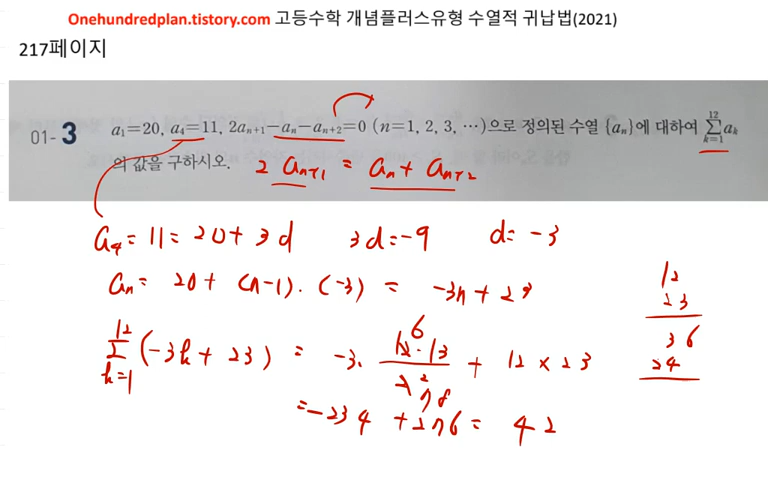 Onehundredplan.tistory.com 고등수학 개념플러스유형 수열적 귀납법(2021)
217페이지
01-3 a₁=20, a₄=11, 2aₙ₊₁−aₙ−aₙ₊₂=0 (n=1, 2, 3, ⋯)으로 정의된 수열 {aₙ}에 대하여 ∑_{k=1}^{12} aₖ
의 값을 구하시오. 2 aₙ₊₁ = aₙ + aₙ₊₂
a₄ = 11 = 20 + 3d 3d = -9 d = -3
aₙ = 20 + (n-1)·(-3) = -3n + 23
∑_{k=1}^{12} (-3k + 23) = -3· 12·13/2 + 12 × 23
6
78
= -234 + 276 = 42
12
23
36
24